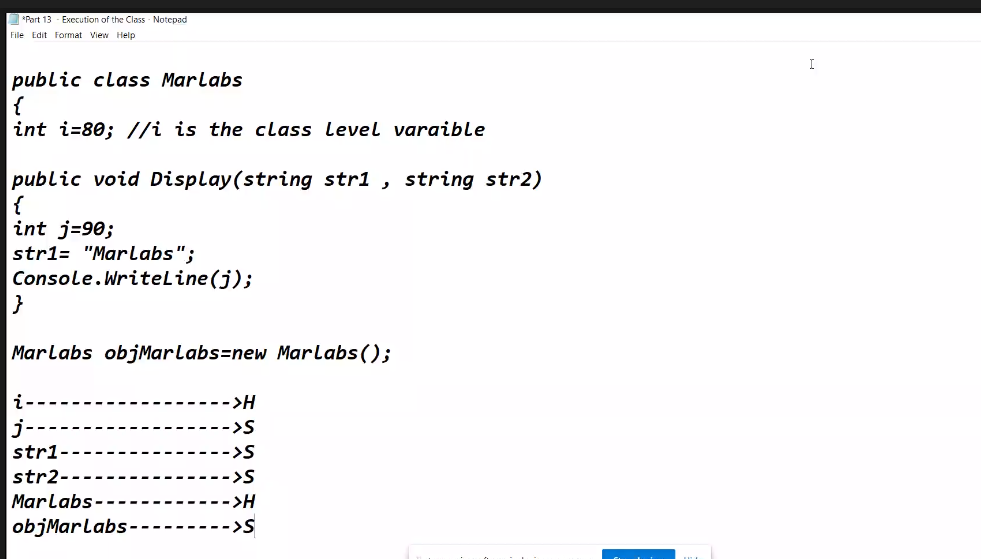 *Part 13 - Execution of the Class - Notepad
File Edit Format View Help
public class Marlabs
{
int i=80; //i is the class level varaible
public void Display(string str1 , string str2)
{
int j=90;
str1= "Marlabs";
Console.WriteLine(j);
}
Marlabs objMarlabs=new Marlabs();
i------------------>H
j------------------>S
str1--------------->S
str2--------------->S
Marlabs------------>H
objMarlabs--------->S